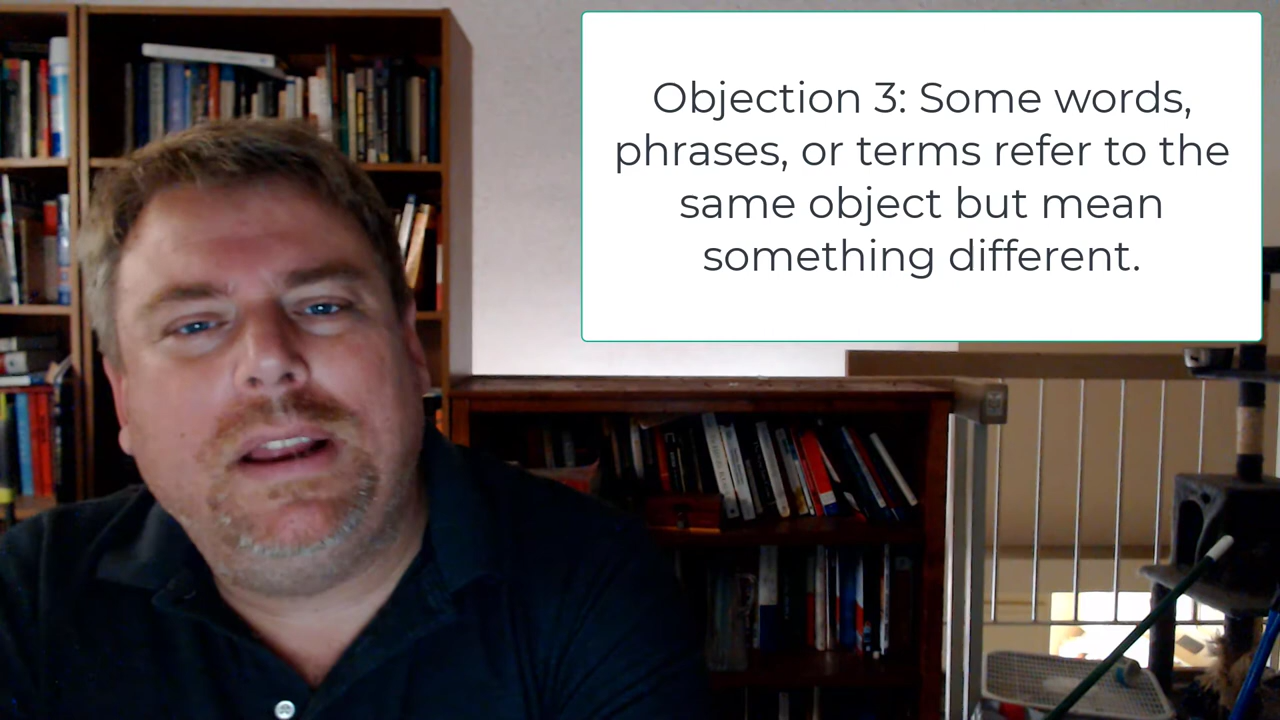 Objection 3: Some words,
phrases, or terms refer to the
same object but mean
something different.